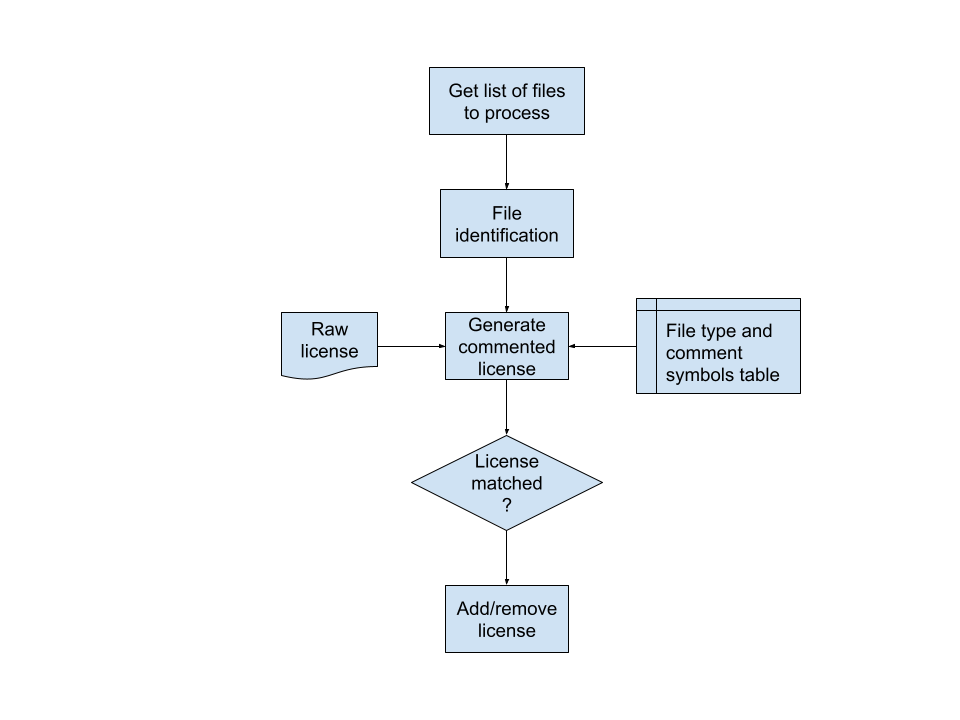 Get list of files
to process
File
identification
Raw
license
Generate
commented
license
File type and
comment
symbols table
License
matched
?
Add/remove
license